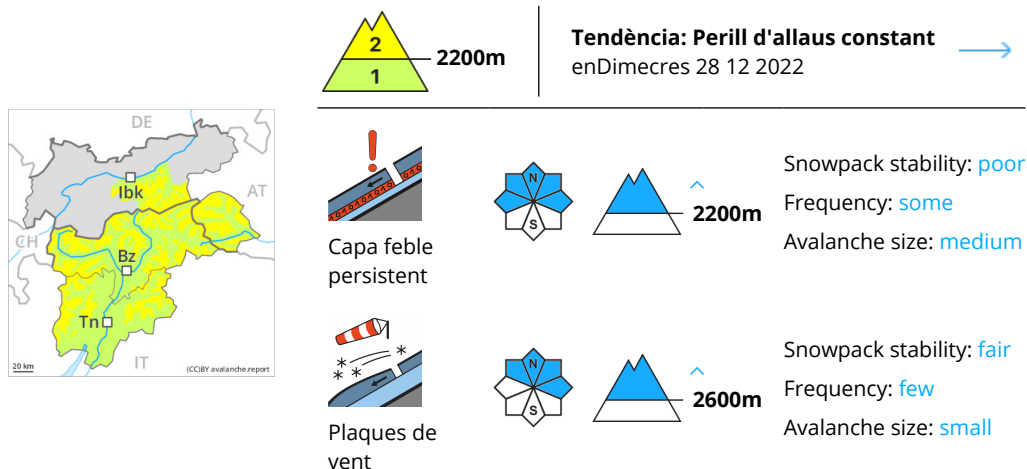 2
1
2200m
Tendència: Perill d'allaus constant
enDimecres 28 12 2022
DE
Ibk
AT
CH
Bz
Tn
IT
20 km
(CC)BY avalanche.report
Capa feble
persistent
N
S
2200m
Snowpack stability: poor
Frequency: some
Avalanche size: medium
Plaques de
vent
N
S
2600m
Snowpack stability: fair
Frequency: few
Avalanche size: small